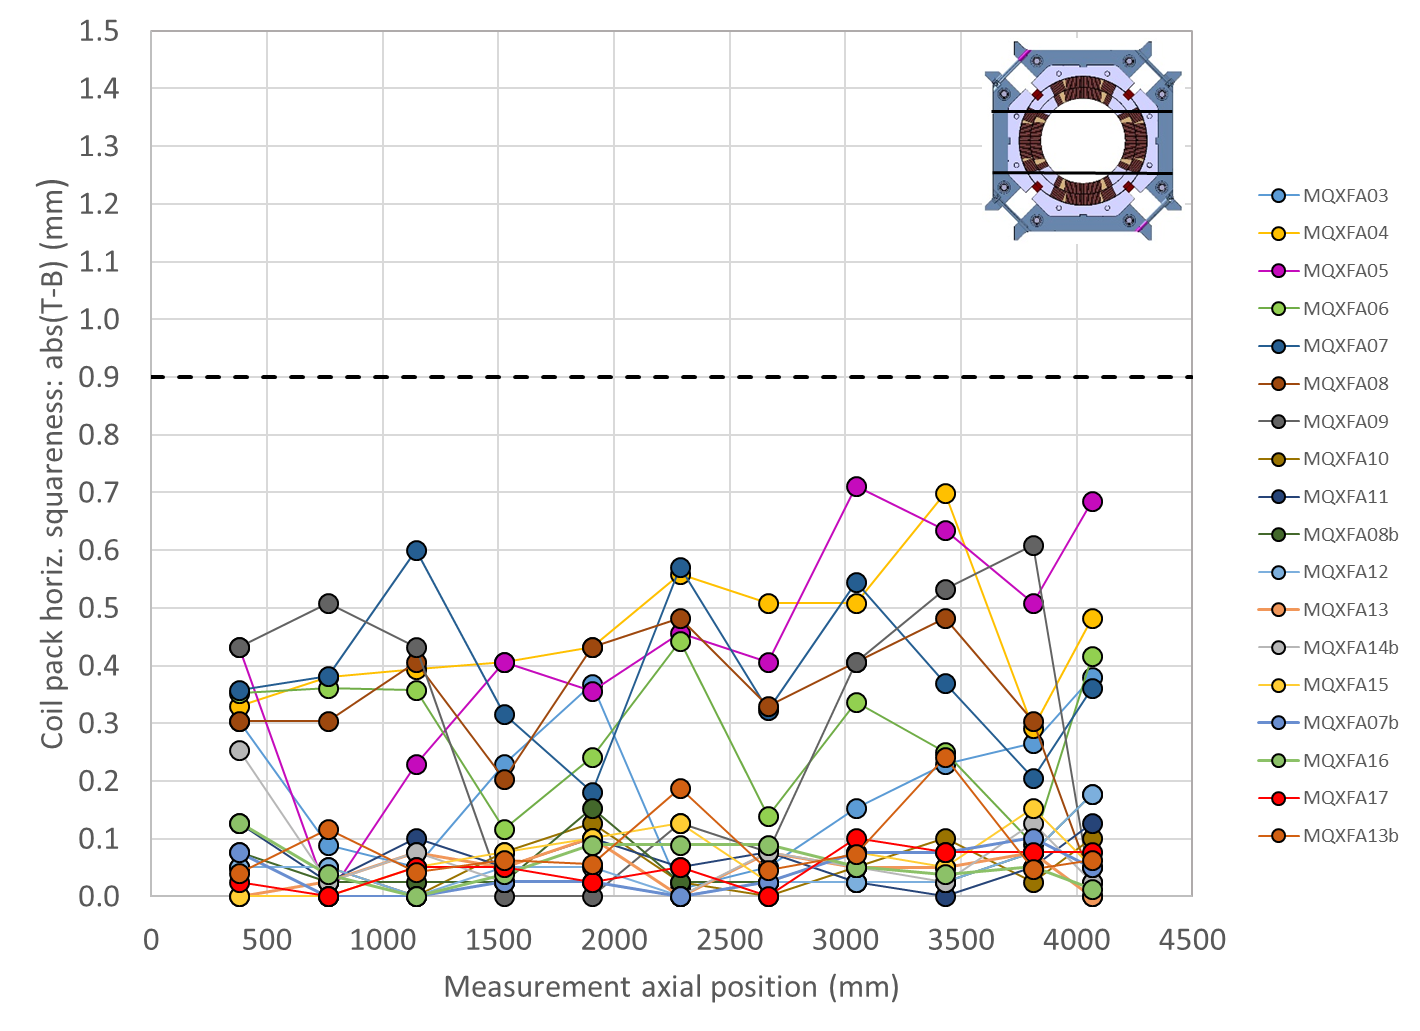 Coil pack horiz. squareness: abs(T-B) (mm)
1.5
1.4
1.3
1.2
1.1
1.0
0.9
0.8
0.7
0.6
0.5
0.4
0.3
0.2
0.1
0.0
0 500 1000 1500 2000 2500 3000 3500 4000 4500
Measurement axial position (mm)
MQXFA03
MQXFA04
MQXFA05
MQXFA06
MQXFA07
MQXFA08
MQXFA09
MQXFA10
MQXFA11
MQXFA08b
MQXFA12
MQXFA13
MQXFA14b
MQXFA15
MQXFA07b
MQXFA16
MQXFA17
MQXFA13b